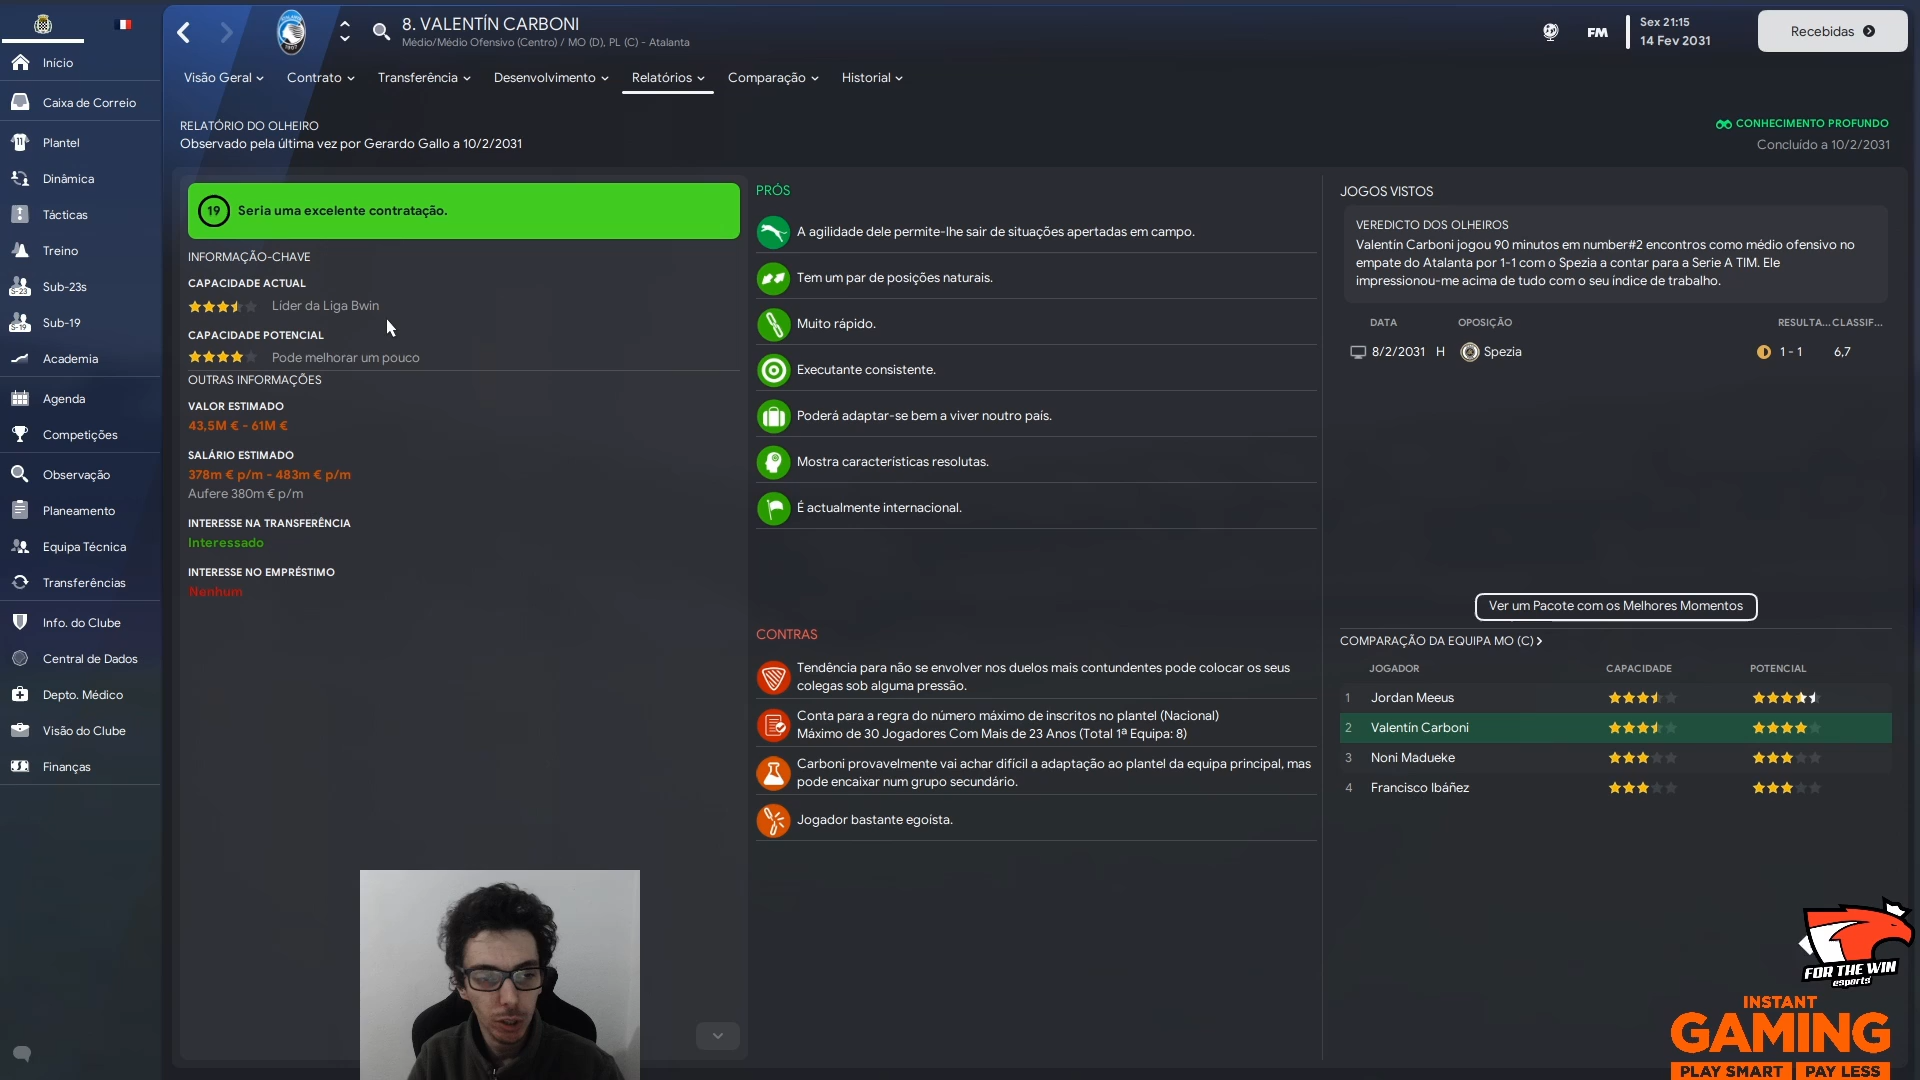 8. VALENTÍN CARBONI
Médio/Médio Ofensivo (Centro) / MO (D), PL (C) - Atalanta
FM
Sex 21:15
14 Fev 2031
Recebidas
Visão Geral
Contrato
Transferência
Desenvolvimento
Relatórios
Comparação
Historial
Início
Caixa de Correio
Plantel
Dinâmica
Tácticas
Treino
Sub-23s
Sub-19
Academia
Agenda
Competições
Observação
Planeamento
Equipa Técnica
Transferências
Info. do Clube
Central de Dados
Depto. Médico
Visão do Clube
Finanças
RELATÓRIO DO OLHEIRO
Observado pela última vez por Gerardo Gallo a 10/2/2031
CONHECIMENTO PROFUNDO
Concluído a 10/2/2031
19 Seria uma excelente contratação.
INFORMAÇÃO-CHAVE
CAPACIDADE ACTUAL
Líder da Liga Bwin
CAPACIDADE POTENCIAL
Pode melhorar um pouco
OUTRAS INFORMAÇÕES
VALOR ESTIMADO
43,5M € - 61M €
SALÁRIO ESTIMADO
378m € p/m - 483m € p/m
Aufere 380m € p/m
INTERESSE NA TRANSFERÊNCIA
Interessado
INTERESSE NO EMPRÉSTIMO
Nenhum
PRÓS
A agilidade dele permite-lhe sair de situações apertadas em campo.
Tem um par de posições naturais.
Muito rápido.
Executante consistente.
Poderá adaptar-se bem a viver noutro país.
Mostra características resolutas.
É actualmente internacional.
CONTRAS
Tendência para não se envolver nos duelos mais contundentes pode colocar os seus
colegas sob alguma pressão.
Conta para a regra do número máximo de inscritos no plantel (Nacional)
Máximo de 30 Jogadores Com Mais de 23 Anos (Total 1ª Equipa: 8)
Carboni provavelmente vai achar difícil a adaptação ao plantel da equipa principal, mas
pode encaixar num grupo secundário.
Jogador bastante egoísta.
JOGOS VISTOS
VEREDICTO DOS OLHEIROS
Valentín Carboni jogou 90 minutos em number#2 encontros como médio ofensivo no
empate do Atalanta por 1-1 com o Spezia a contar para a Serie A TIM. Ele
impressionou-me acima de tudo com o seu índice de trabalho.
DATA OPOSIÇÃO RESULTA... CLASSIF...
8/2/2031 H Spezia 1 - 1 6,7
Ver um Pacote com os Melhores Momentos
COMPARAÇÃO DA EQUIPA MO (C)
JOGADOR CAPACIDADE POTENCIAL
1 Jordan Meeus
2 Valentín Carboni
3 Noni Madueke
4 Francisco Ibáñez
FOR THE WIN
esports
INSTANT
GAMING
PLAY SMART PAY LESS